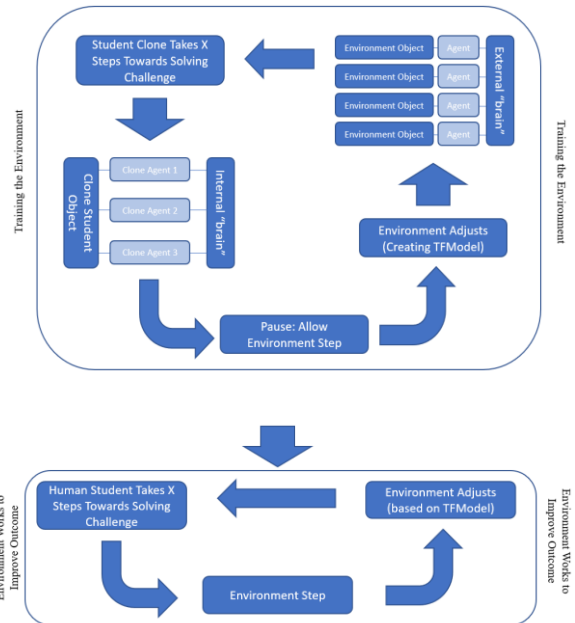 Student Clone Takes X
Steps Towards Solving
Challenge
Environment Object
Agent
Environment Object
Agent
Environment Object
Agent
Environment Object
Agent
External "brain"
Training the Environment
Training the Environment
Clone Student
Object
Clone Agent 1
Clone Agent 2
Clone Agent 3
Internal "brain"
Environment Adjusts
(Creating TFModel)
Pause: Allow
Environment Step
Human Student Takes X
Steps Towards Solving
Challenge
Environment Adjusts
(based on TFModel)
Environment Step
Environment Works to
Improve Outcome
Environment Works to
Improve Outcome